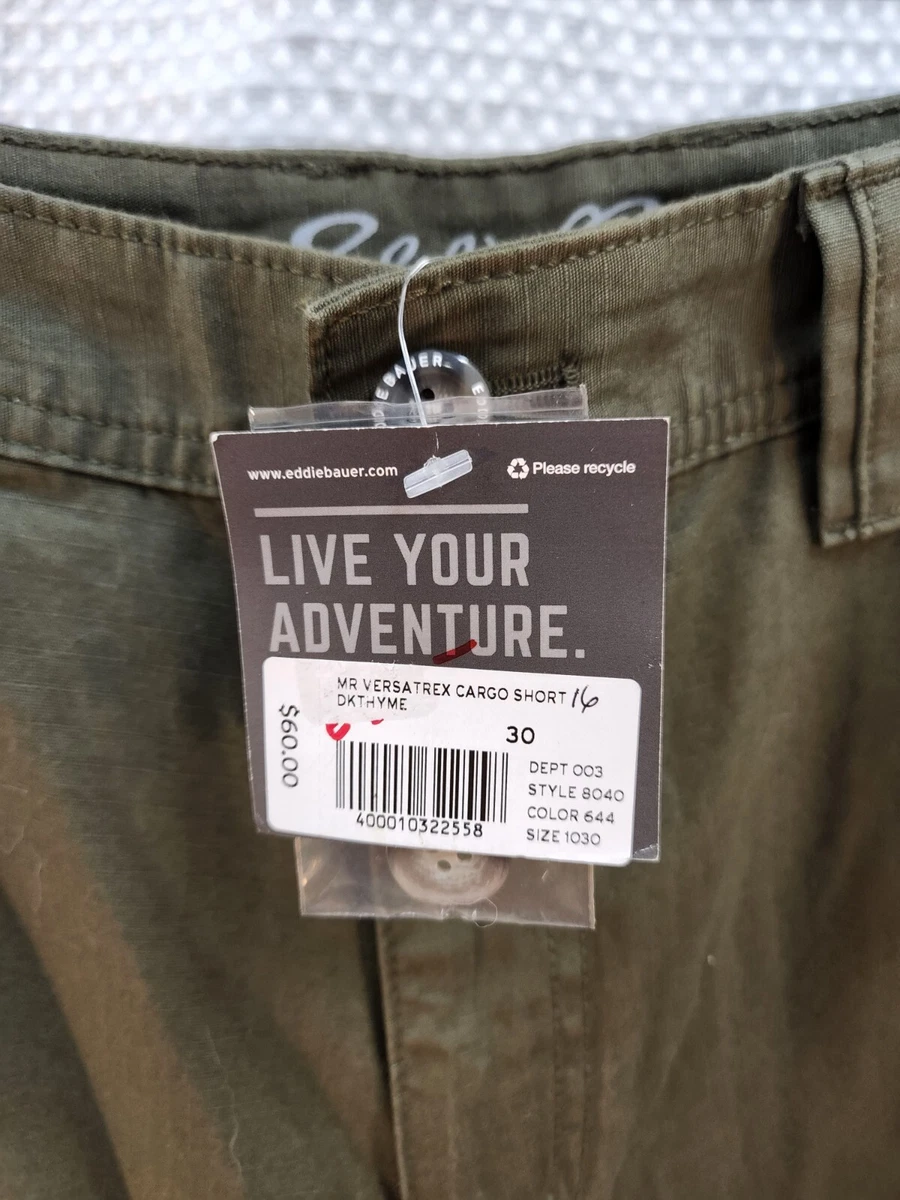 E BAUER- E
www.eddiebauer.com
Please recycle
LIVE YOUR
ADVENTURE.
MR VERSATREX CARGO SHORT 16
DKTHYME
$60.00
30
400010322558
DEPT 003
STYLE 8040
COLOR 644
SIZE 1030